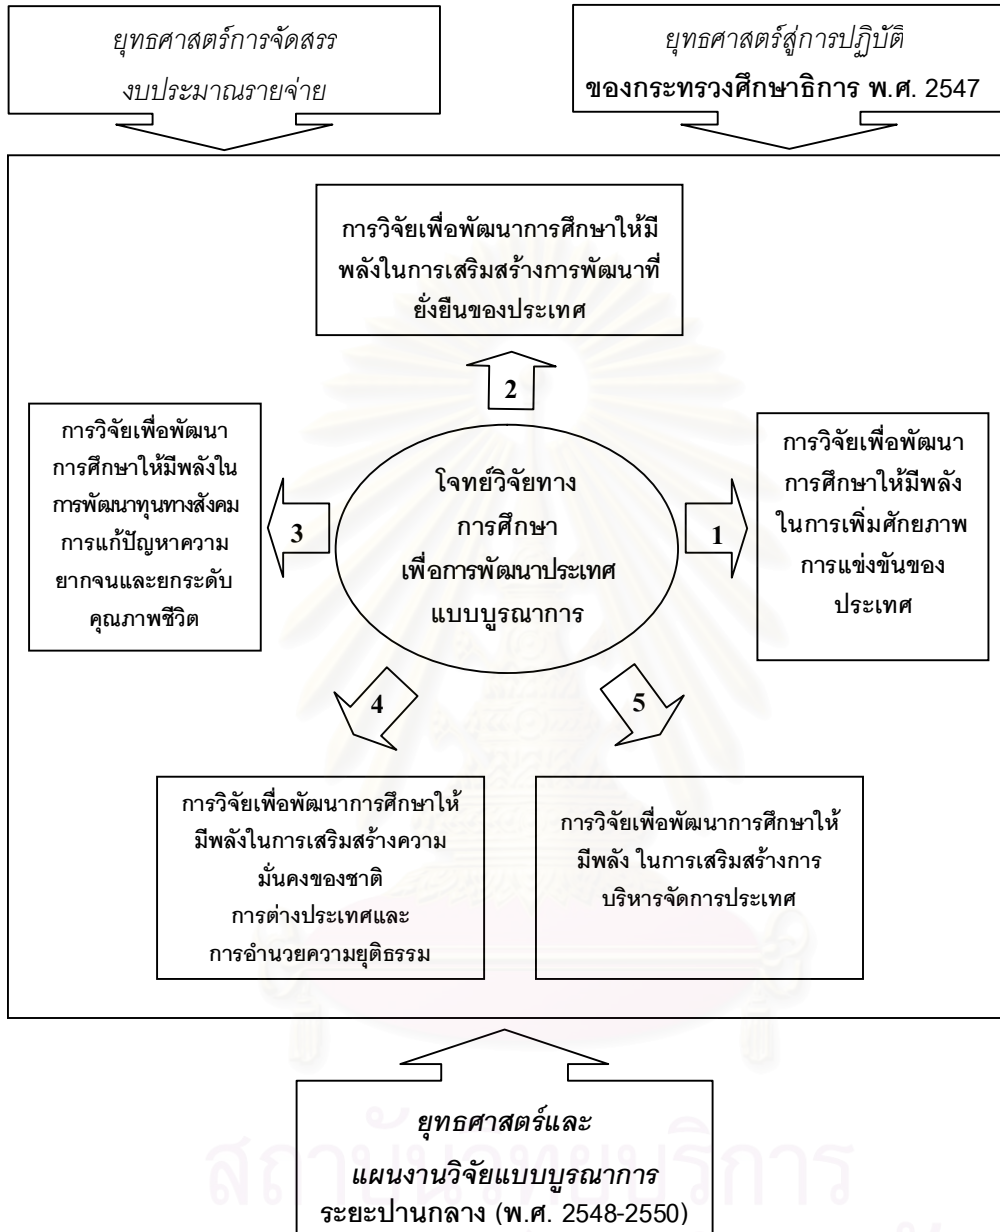 ยุทธศาสตร์การจัดสรร
งบประมาณรายจ่าย
ยุทธศาสตร์สู่การปฏิบัติ
ของกระทรวงศึกษาธิการ พ.ศ. 2547
การวิจัยเพื่อพัฒนาการศึกษาให้มี
พลังในการเสริมสร้างการพัฒนาที่
ยั่งยืนของประเทศ
2
การวิจัยเพื่อพัฒนา
การศึกษาให้มีพลังใน
การพัฒนาทุนทางสังคม
การแก้ปัญหาความ
ยากจนและยกระดับ
คุณภาพชีวิต
3
โจทย์วิจัยทาง
การศึกษา
เพื่อการพัฒนาประเทศ
แบบบูรณาการ
1
การวิจัยเพื่อพัฒนา
การศึกษาให้มีพลัง
ในการเพิ่มศักยภาพ
การแข่งขันของ
ประเทศ
4
5
การวิจัยเพื่อพัฒนาการศึกษาให้
มีพลังในการเสริมสร้างความ
มั่นคงของชาติ
การต่างประเทศและ
การอำนวยความยุติธรรม
การวิจัยเพื่อพัฒนาการศึกษาให้
มีพลัง ในการเสริมสร้างการ
บริหารจัดการประเทศ
ยุทธศาสตร์และ
แผนงานวิจัยแบบบูรณาการ
ระยะปานกลาง (พ.ศ. 2548-2550)
สถาบันวิทยบริการ